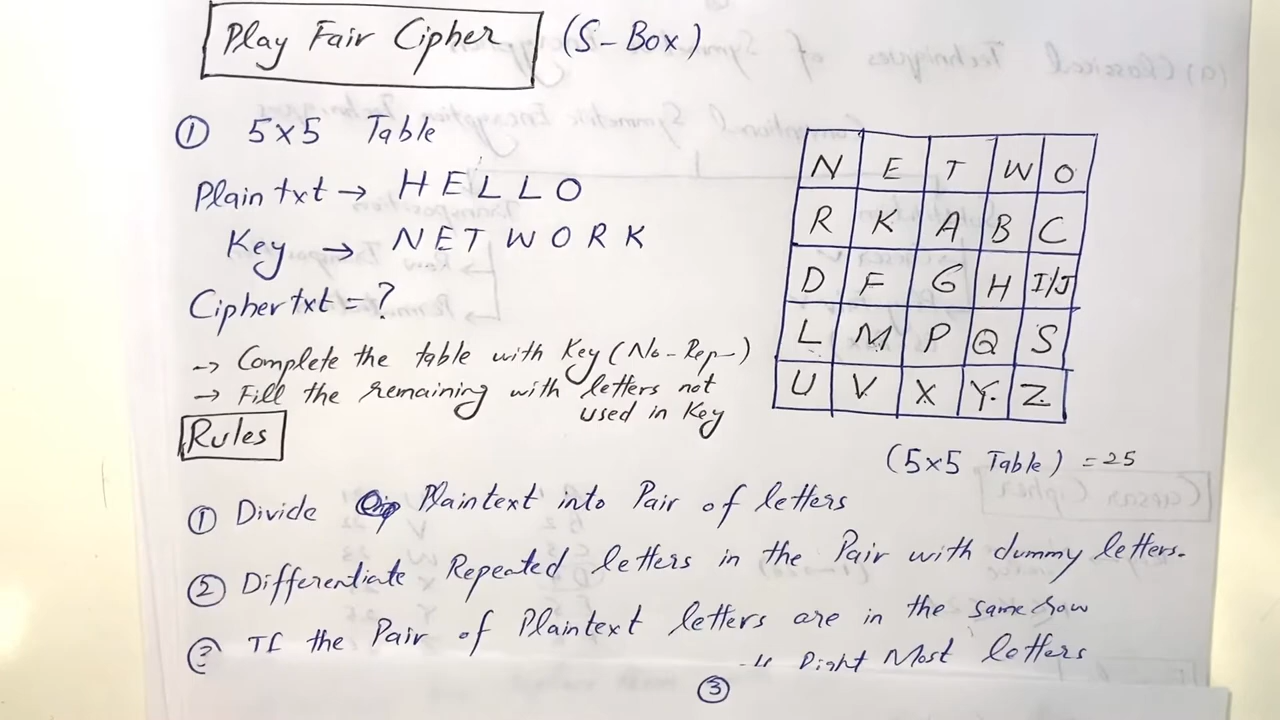 Play Fair Cipher (S-Box)
① 5x5 Table
Plain txt → HELLO
Key → NETWORK
Cipher txt = ?
→ Complete the table with Key (No-Rep-)
→ Fill the remaining with letters not
used in Key
N E T W O
R K A B C
D F G H I/J
L M P Q S
U V X Y Z
(5x5 Table) = 25
Rules
① Divide Plaintext into Pair of letters
② Differentiate Repeated letters in the Pair with dummy letters.
If the Pair of Plaintext letters are in the same row
Right Most letters
③